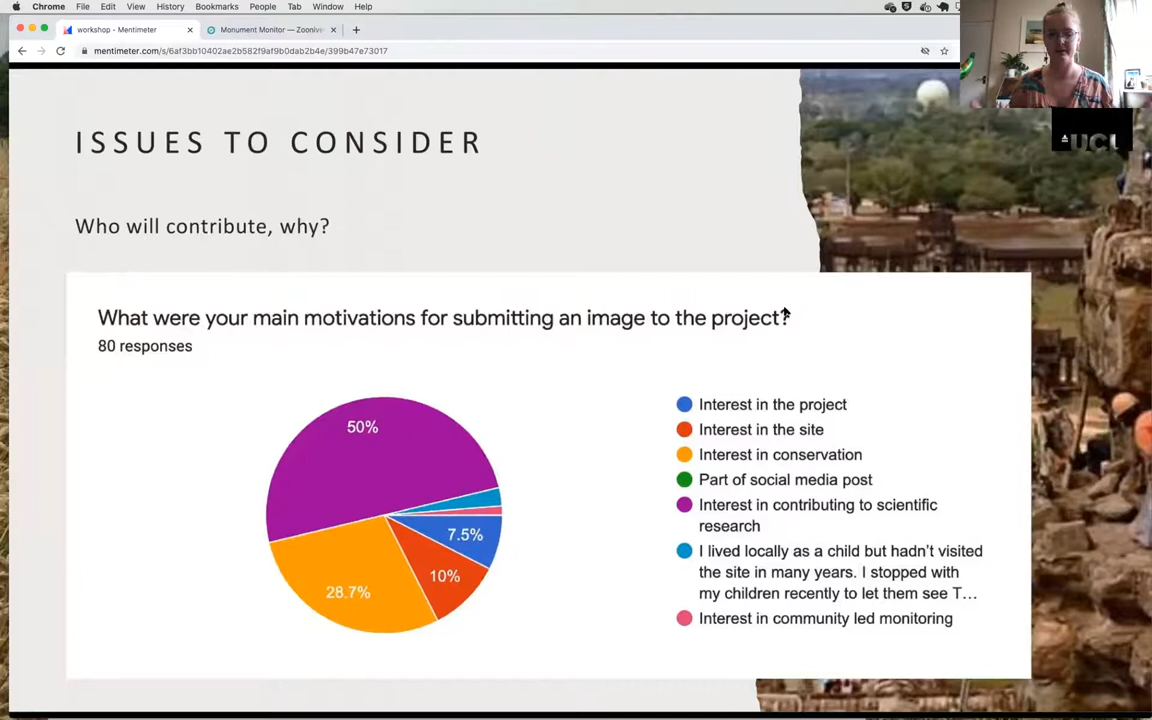 Chrome File Edit View History Bookmarks People Tab Window Help
workshop - Mentimeter
Monument Monitor — Zooniver
mentimeter.com/s/6af3bb10402ae2b582f9af9b0dab2b4e/399b47e73017
UCL
ISSUES TO CONSIDER
Who will contribute, why?
What were your main motivations for submitting an image to the project?
80 responses
50%
7.5%
10%
28.7%
Interest in the project
Interest in the site
Interest in conservation
Part of social media post
Interest in contributing to scientific
research
I lived locally as a child but hadn't visited
the site in many years. I stopped with
my children recently to let them see T...
Interest in community led monitoring